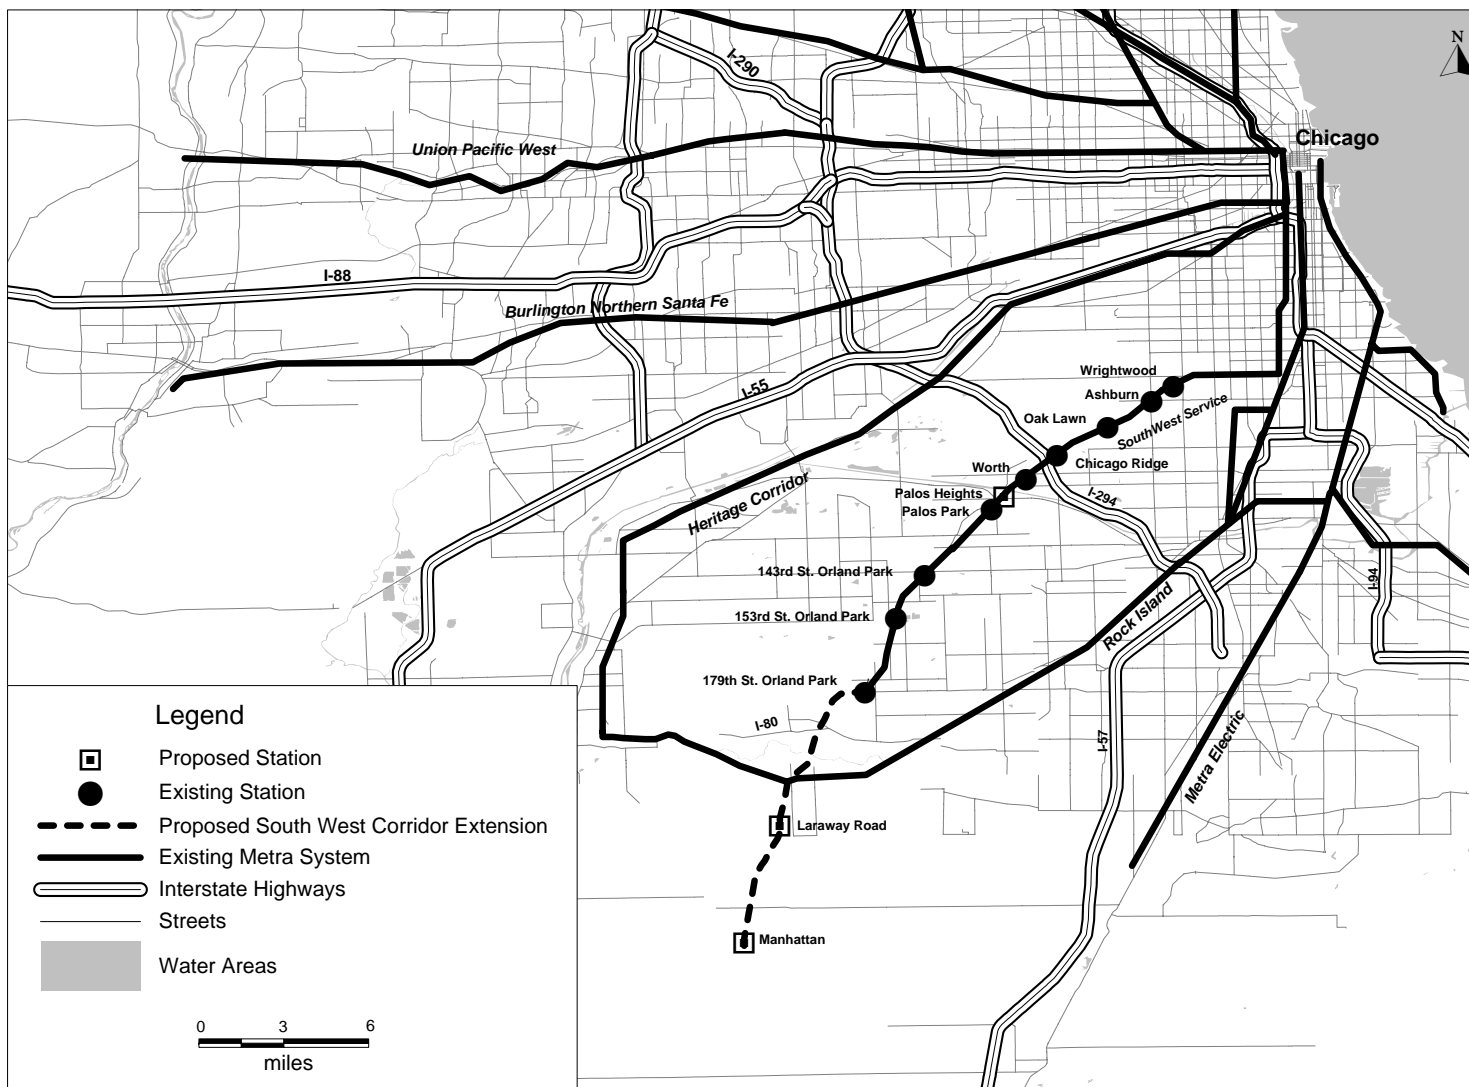 N
I-290
Chicago
Union Pacific West
I-88
Burlington Northern Santa Fe
Wrightwood
I-55
Ashburn
SouthWest Service
Oak Lawn
Chicago Ridge
Worth
Heritage Corridor
Palos Heights
I-294
Palos Park
143rd St. Orland Park
I-94
153rd St. Orland Park
Rock Island
179th St. Orland Park
I-80
I-57
Metra Electric
Laraway Road
Manhattan
Legend
Proposed Station
Existing Station
Proposed South West Corridor Extension
Existing Metra System
Interstate Highways
Streets
Water Areas
0 3 6
miles